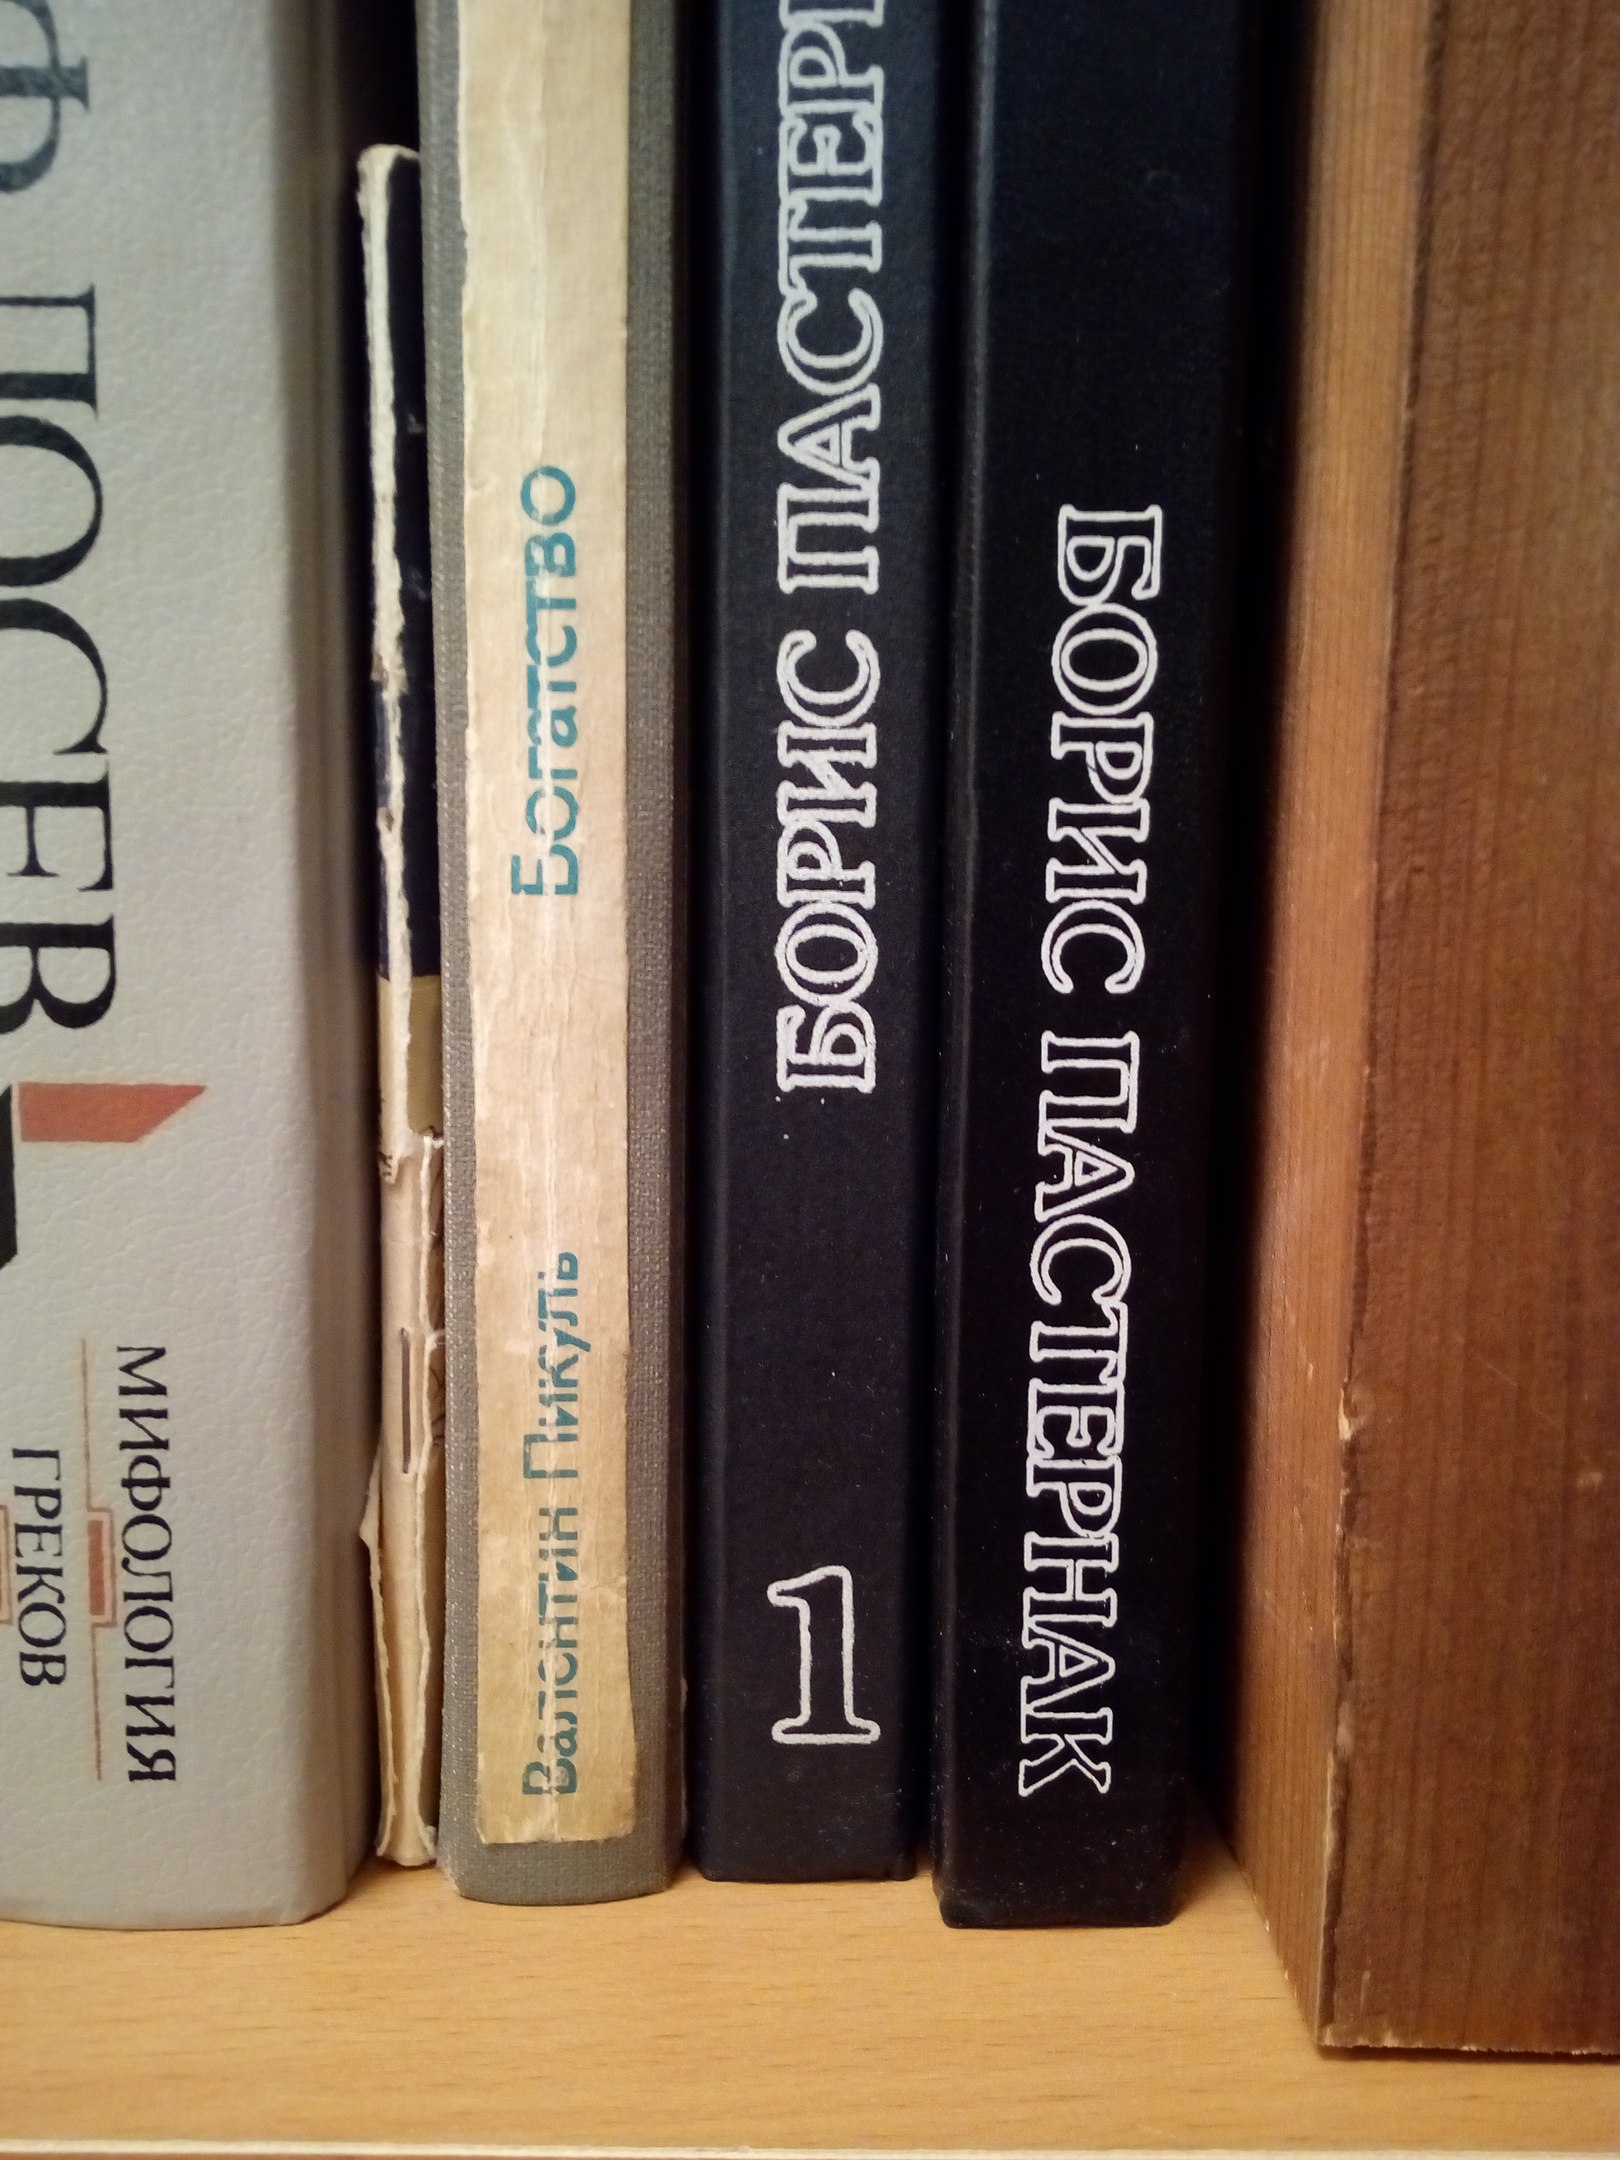 Ф ЛОСЕВ
МИФОЛОГИЯ
ГРЕКОВ
Валентин Пикуль Богатство
1 БОРИС ПАСТЕР
БОРИС ПАСТЕРНАК